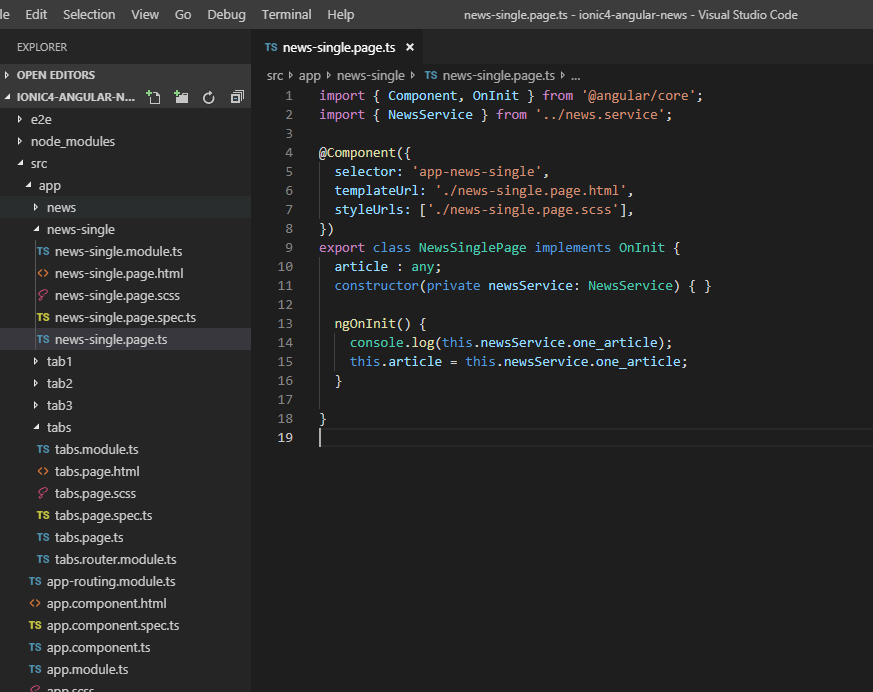 le Edit Selection View Go Debug Terminal Help news-single.page.ts - ionic4-angular-news - Visual Studio Code
EXPLORER
OPEN EDITORS
IONIC4-ANGULAR-N...
e2e
node_modules
src
app
news
news-single
TS news-single.module.ts
<> news-single.page.html
news-single.page.scss
TS news-single.page.spec.ts
TS news-single.page.ts
tab1
tab2
tab3
tabs
TS tabs.module.ts
<> tabs.page.html
tabs.page.scss
TS tabs.page.spec.ts
TS tabs.page.ts
TS tabs.router.module.ts
TS app-routing.module.ts
<> app.component.html
TS app.component.spec.ts
TS app.component.ts
TS app.module.ts
app.scss
TS news-single.page.ts ×
src app news-single TS news-single.page.ts ...
1 import { Component, OnInit } from '@angular/core';
2 import { NewsService } from '../news.service';
3
4 @Component({
5   selector: 'app-news-single',
6   templateUrl: './news-single.page.html',
7   styleUrls: ['./news-single.page.scss'],
8 })
9 export class NewsSinglePage implements OnInit {
10   article : any;
11   constructor(private newsService: NewsService) { }
12
13   ngOnInit() {
14     console.log(this.newsService.one_article);
15     this.article = this.newsService.one_article;
16   }
17
18 }
19